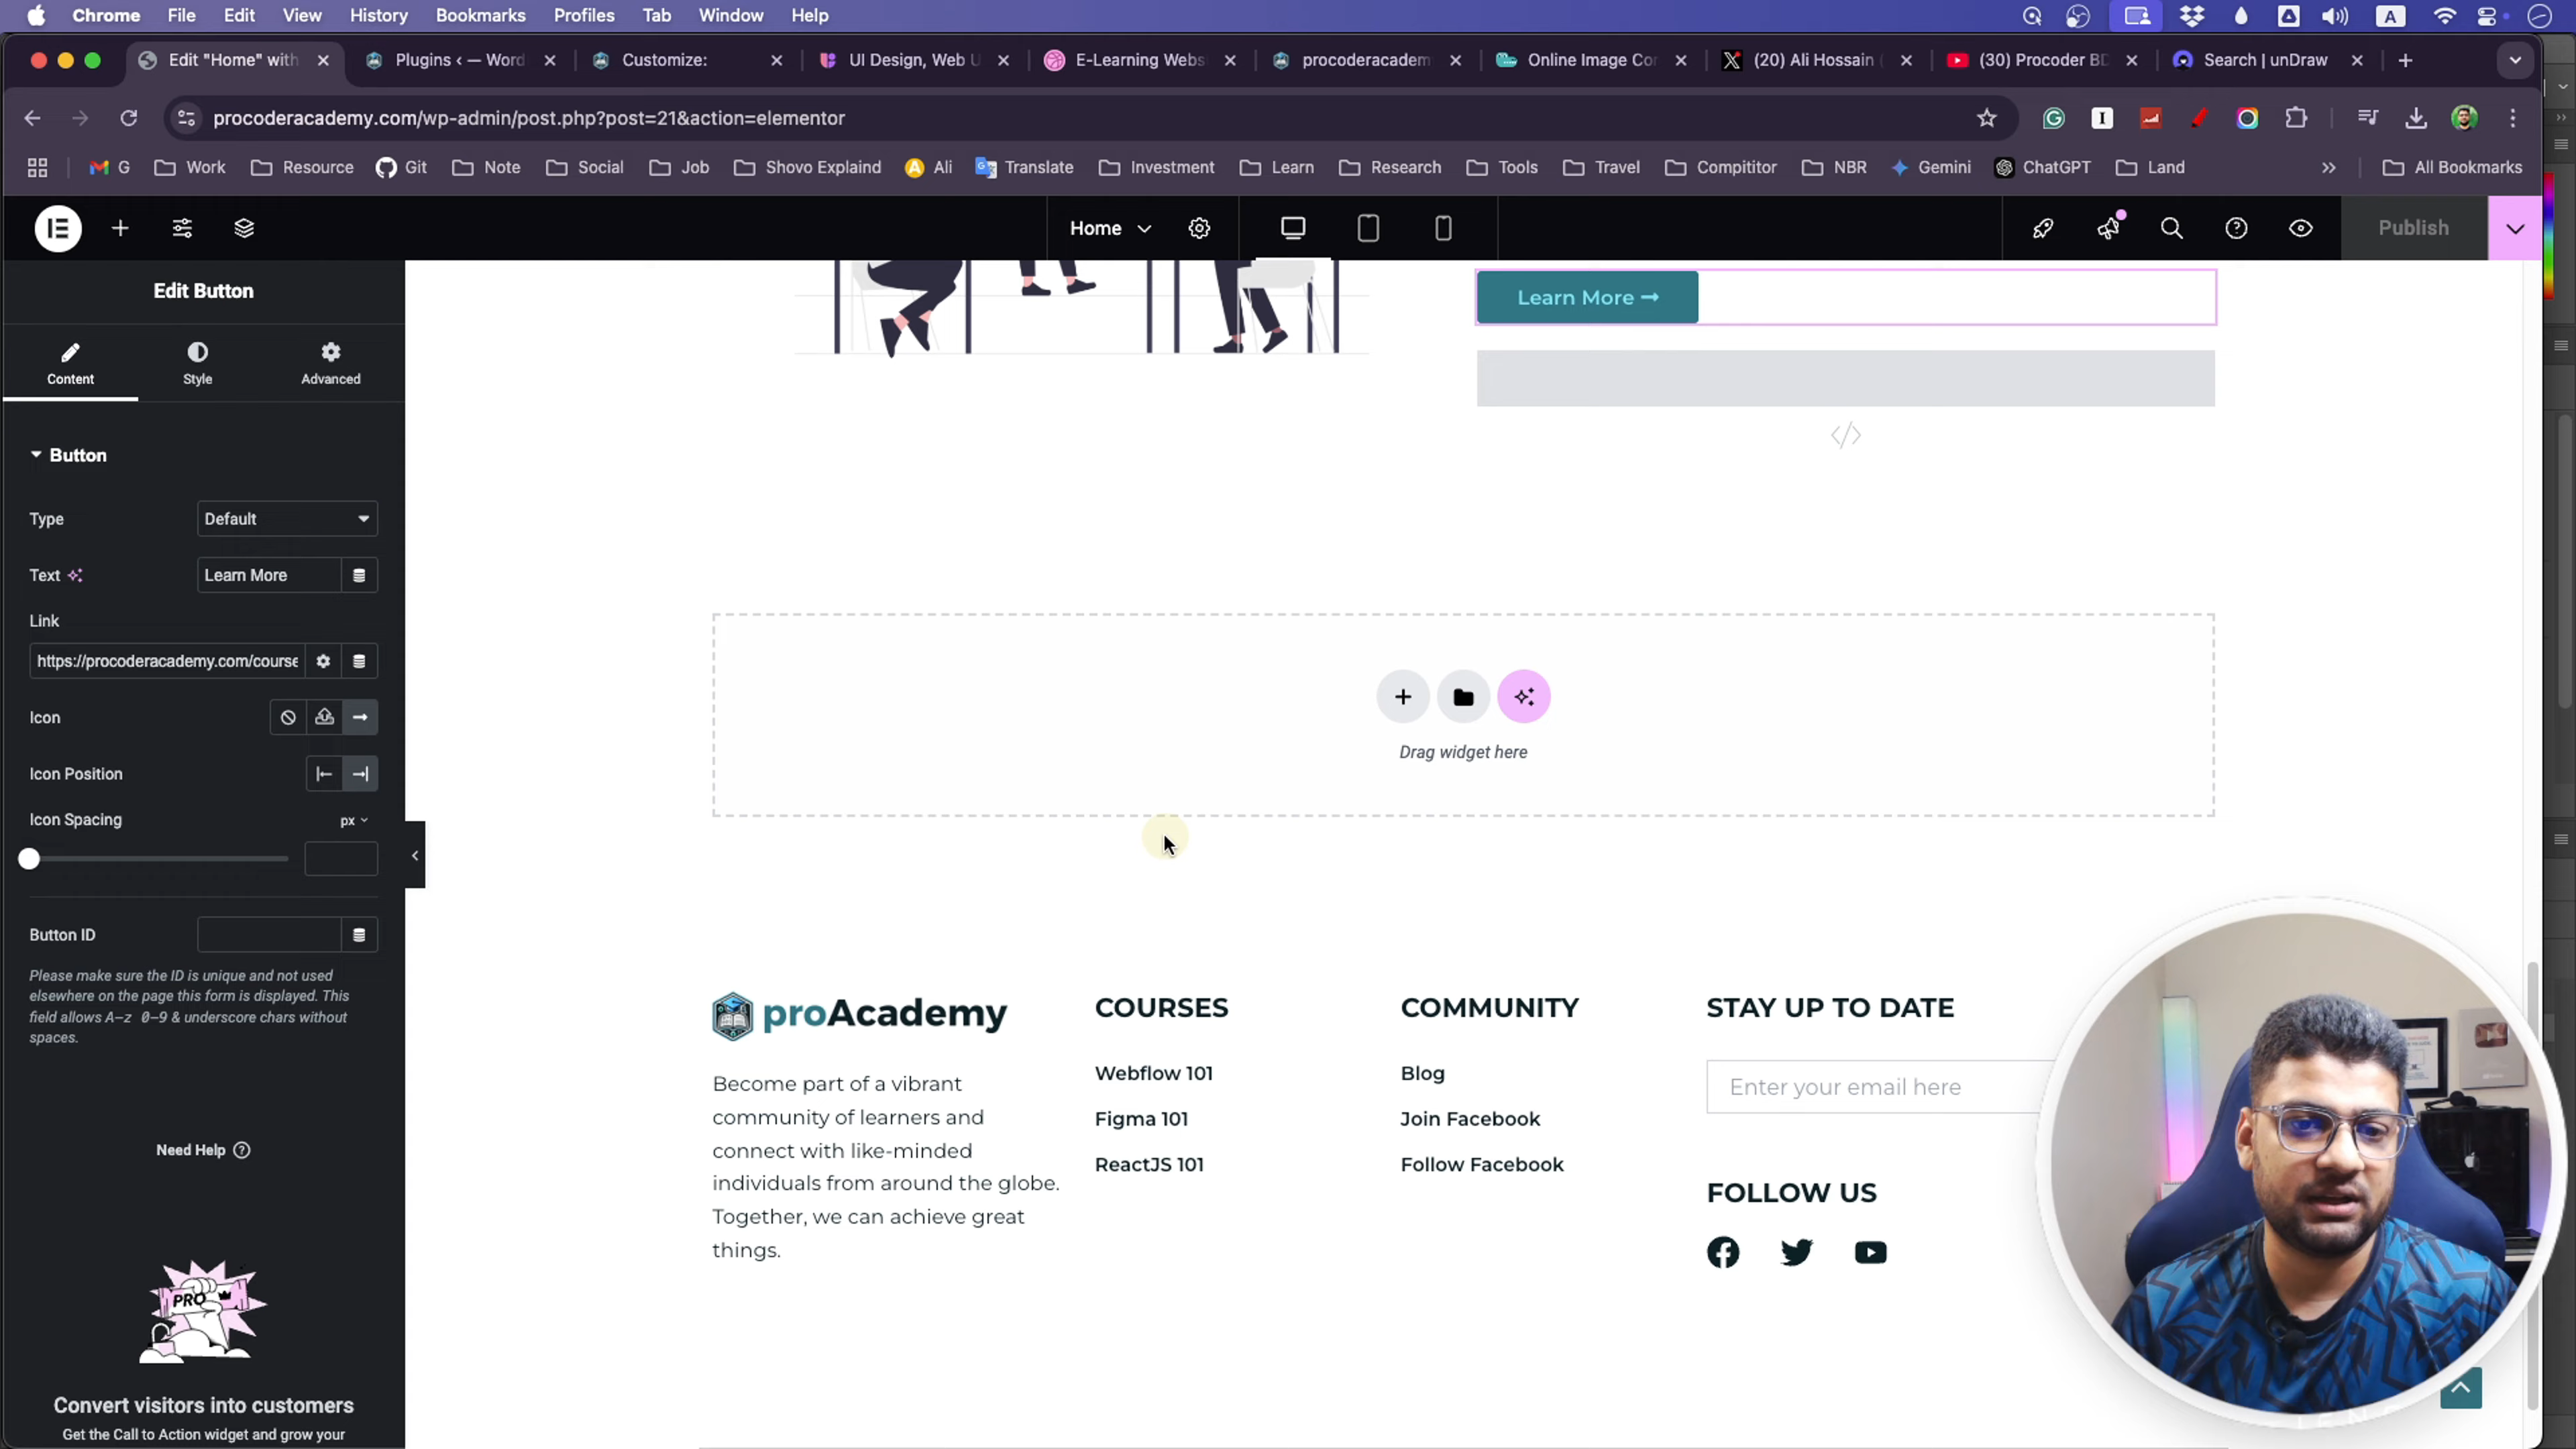 Chrome File Edit View History Bookmarks Profiles Tab Window Help A
Edit "Home" with Plugins ‹ — Word Customize: UI Design, Web U E-Learning Webs procoderacadem Online Image Co (20) Ali Hossain ( (30) Procoder BD Search | unDraw
procoderacademy.com/wp-admin/post.php?post=21&action=elementor
G Work Resource Git Note Social Job Shovo Explaind Ali Translate Investment Learn Research Tools Travel Compititor NBR Gemini ChatGPT Land » All Bookmarks
Home Publish
Edit Button
Content Style Advanced
Button
Type Default
Text Learn More
Link
https://procoderacademy.com/course
Icon
Icon Position
Icon Spacing px
Button ID
Please make sure the ID is unique and not used
elsewhere on the page this form is displayed. This
field allows A–z 0–9 & underscore chars without
spaces.
Need Help
PRO
Convert visitors into customers
Get the Call to Action widget and grow your
Learn More
Drag widget here
proAcademy
Become part of a vibrant
community of learners and
connect with like-minded
individuals from around the globe.
Together, we can achieve great
things.
COURSES
Webflow 101
Figma 101
ReactJS 101
COMMUNITY
Blog
Join Facebook
Follow Facebook
STAY UP TO DATE
Enter your email here
FOLLOW US